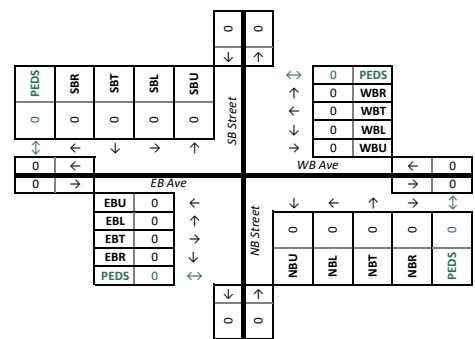 0 0
↓ ↑
PEDS SBR SBT SBL SBU
0 0 0 0 0
↕ ← ↓ → ↑
SB Street
↔ 0 PEDS
↑ 0 WBR
← 0 WBT
↓ 0 WBL
→ 0 WBU
0 ←
0 →
EB Ave
WB Ave
← 0
→ 0
EBU 0 ←
EBL 0 ↑
EBT 0 →
EBR 0 ↓
PEDS 0 ↔
NB Street
↓ ← ↑ → ↕
0 0 0 0 0
NBU NBL NBT NBR PEDS
↓ ↑
0 0